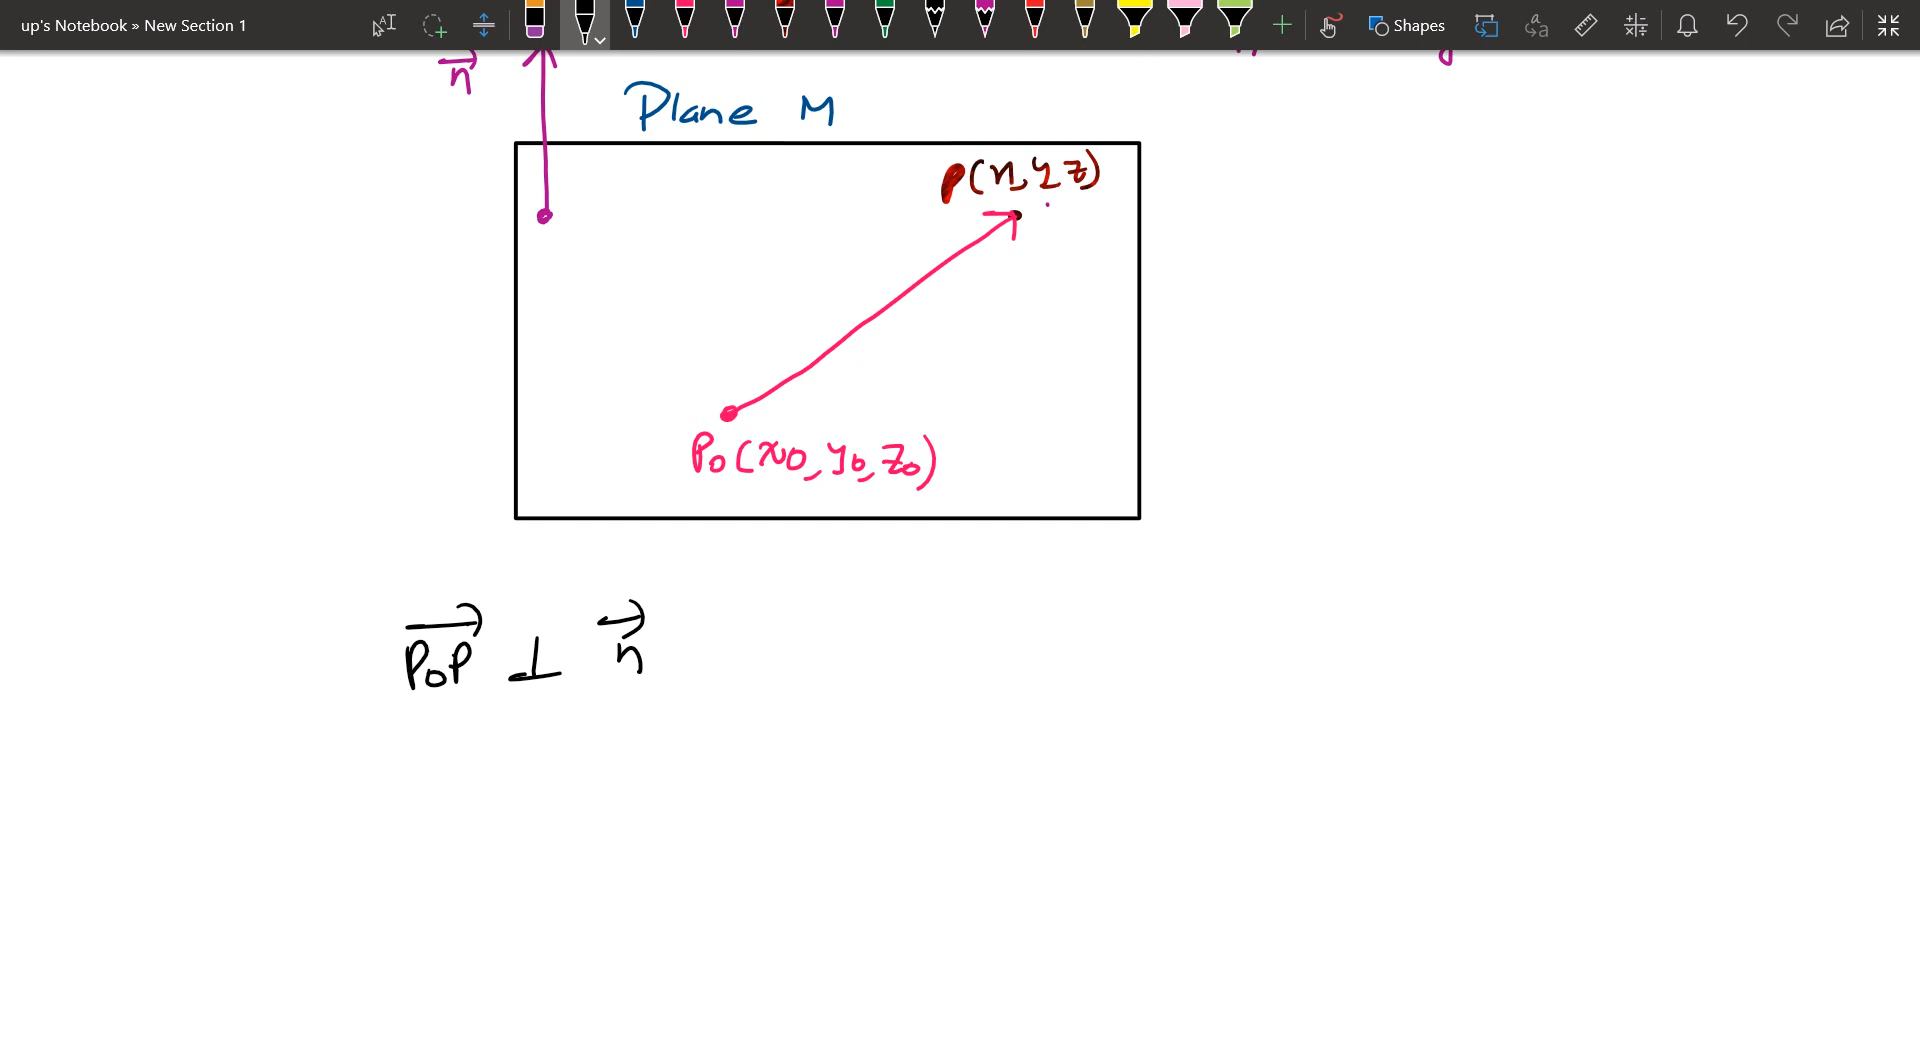 up's Notebook » New Section 1
Shapes
n⃗
Plane M
P(x, y, z)
P₀(x₀, y₀, z₀)
P₀P⃗ ⊥ n⃗